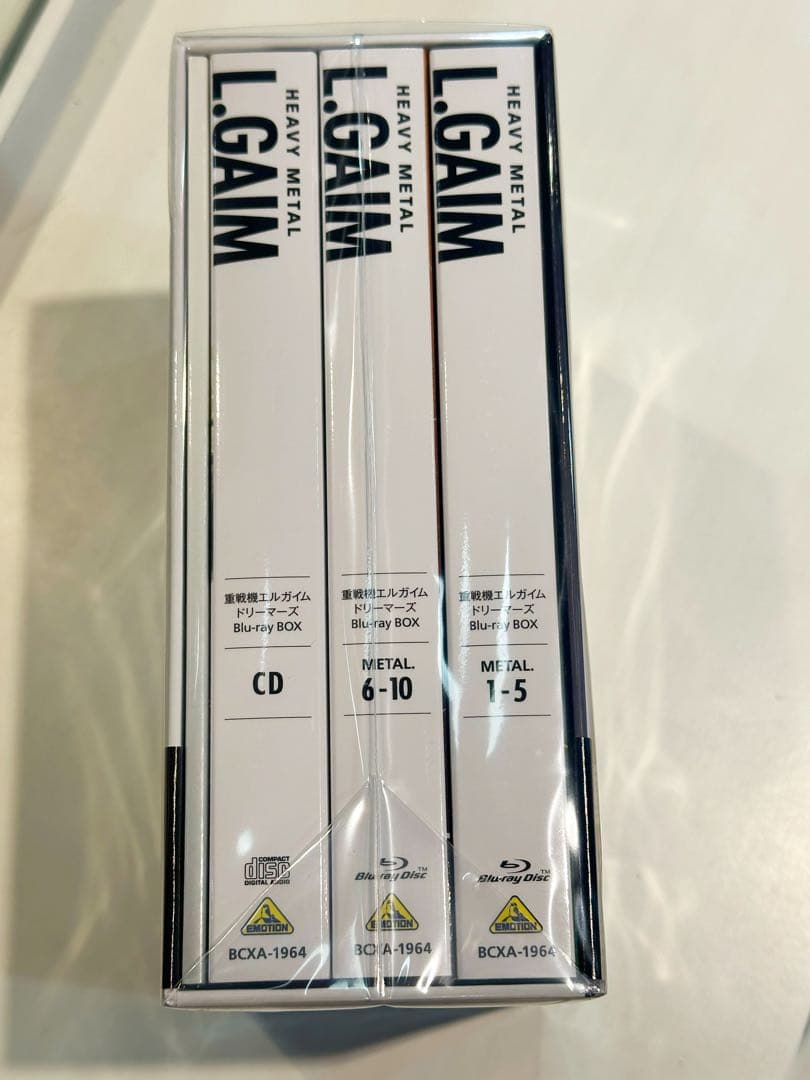 HEAVY METAL
L.GAIM
重戦機エルガイム
ドリーマーズ
Blu-ray BOX
CD
COMPACT
disc
DIGITAL AUDIO
EMOTION
BCXA-1964
HEAVY METAL
L.GAIM
重戦機エルガイム
ドリーマーズ
Blu-ray BOX
METAL.
6-10
Blu-ray Disc™
EMOTION
BCXA-1964
HEAVY METAL
L.GAIM
重戦機エルガイム
ドリーマーズ
Blu-ray BOX
METAL.
1-5
Blu-ray Disc™
EMOTION
BCXA-1964